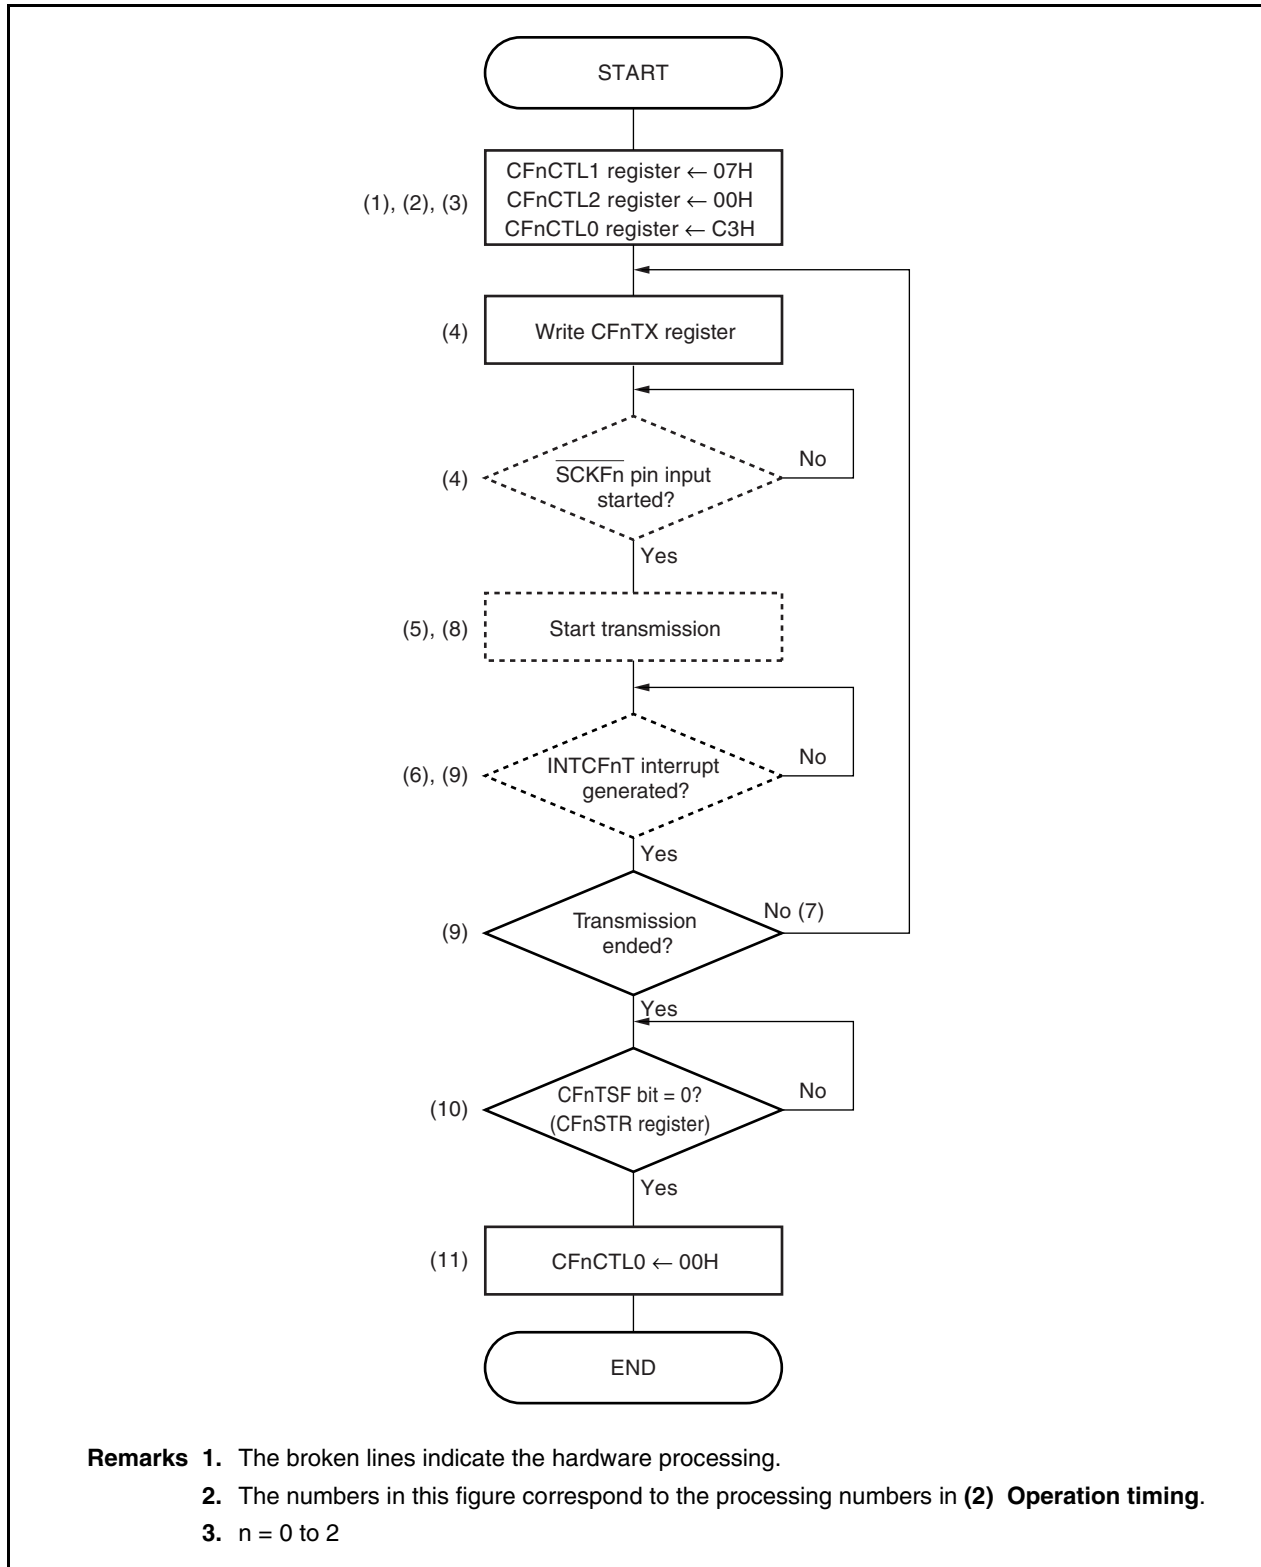 START
(1), (2), (3)
CFnCTL1 register ← 07H
CFnCTL2 register ← 00H
CFnCTL0 register ← C3H
(4)
Write CFnTX register
(4)
SCKFn pin input
started?
No
Yes
(5), (8)
Start transmission
(6), (9)
INTCFnT interrupt
generated?
No
Yes
(9)
Transmission
ended?
No (7)
Yes
(10)
CFnTSF bit = 0?
(CFnSTR register)
No
Yes
(11)
CFnCTL0 ← 00H
END
Remarks 1. The broken lines indicate the hardware processing.
2. The numbers in this figure correspond to the processing numbers in (2) Operation timing.
3. n = 0 to 2